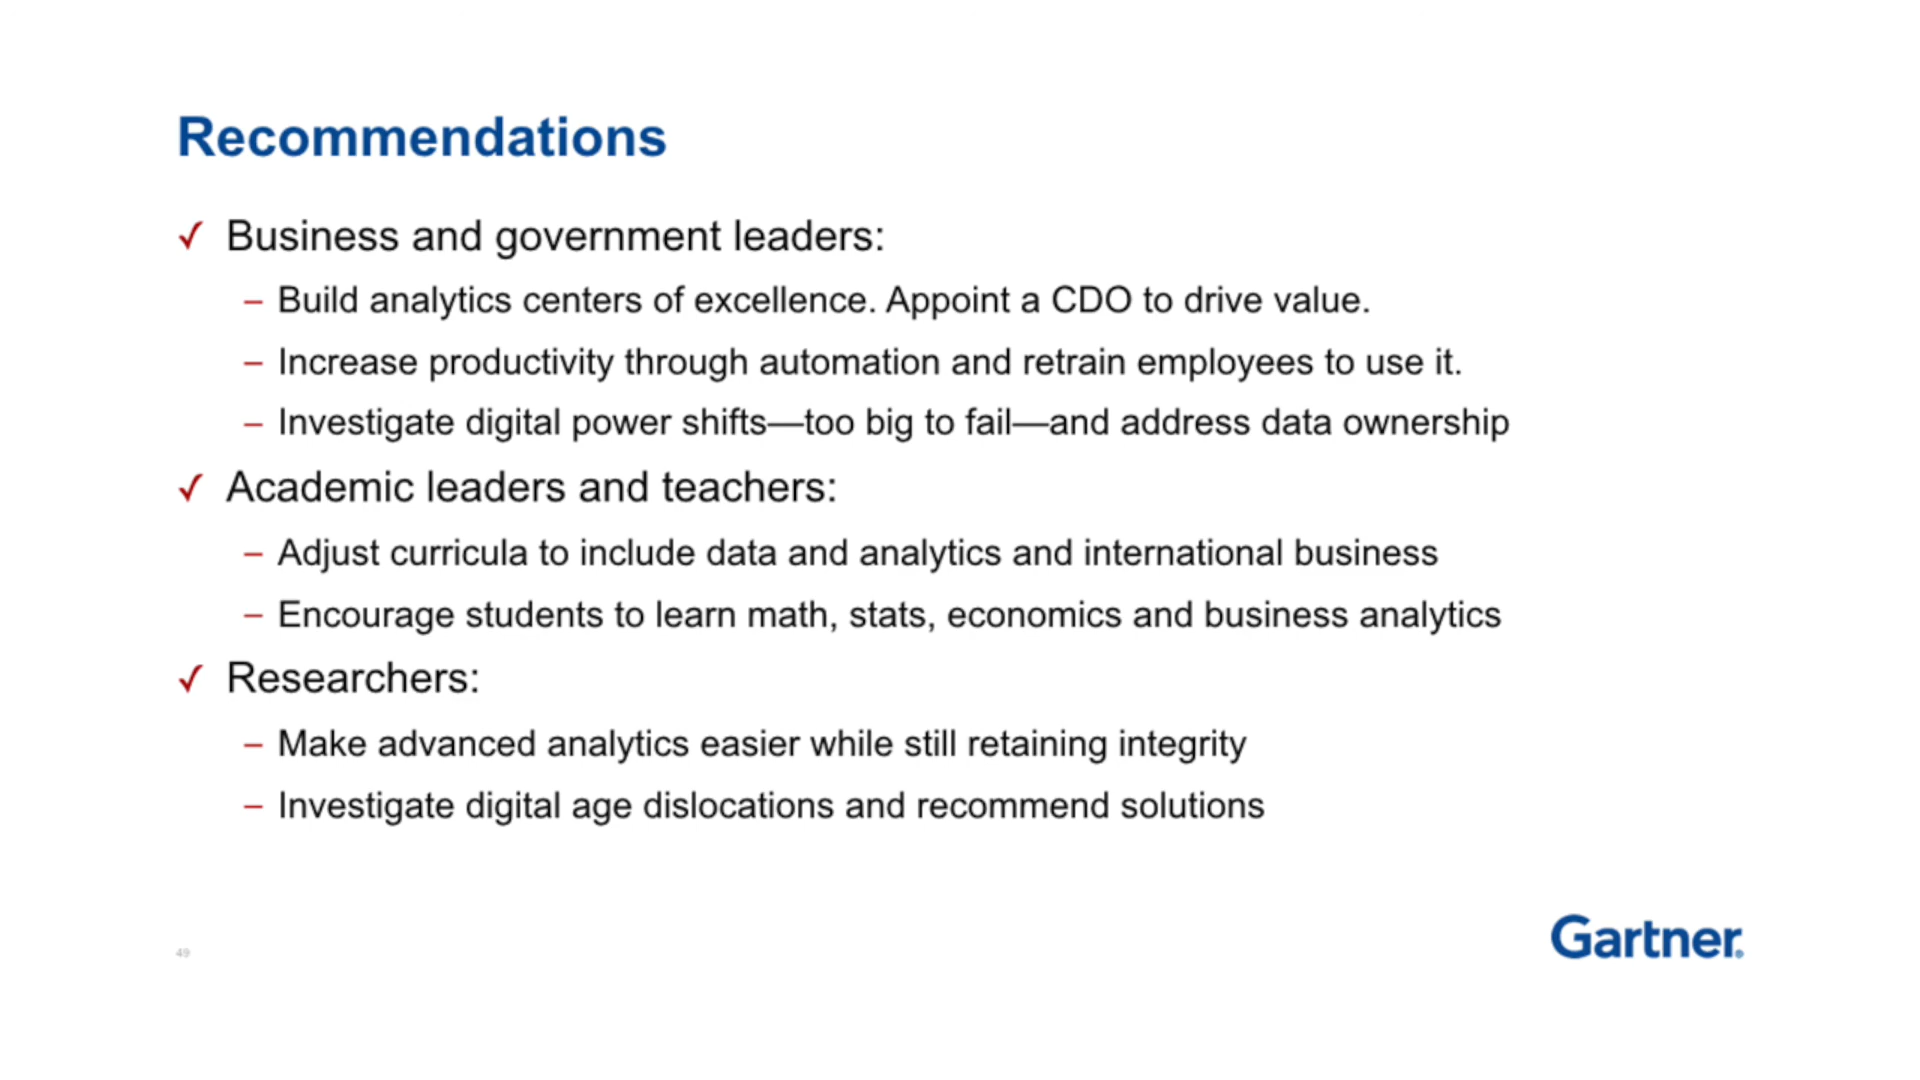 Recommendations
✓ Business and government leaders:
– Build analytics centers of excellence. Appoint a CDO to drive value.
– Increase productivity through automation and retrain employees to use it.
– Investigate digital power shifts—too big to fail—and address data ownership
✓ Academic leaders and teachers:
– Adjust curricula to include data and analytics and international business
– Encourage students to learn math, stats, economics and business analytics
✓ Researchers:
– Make advanced analytics easier while still retaining integrity
– Investigate digital age dislocations and recommend solutions
49
Gartner®